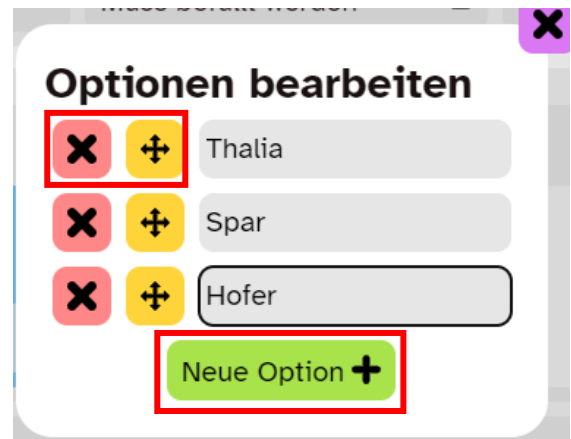 Optionen bearbeiten
Thalia
Spar
Hofer
Neue Option